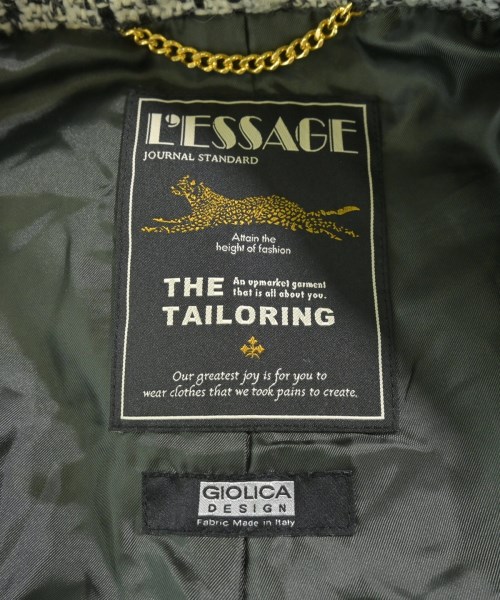 L'ESSAGE
JOURNAL STANDARD
Attain the
height of fashion
THE An upmarket garment
that is all about you.
TAILORING
Our greatest joy is for you to
wear clothes that we took pains to create.
GIOLICA
DESIGN
Fabric Made in Italy